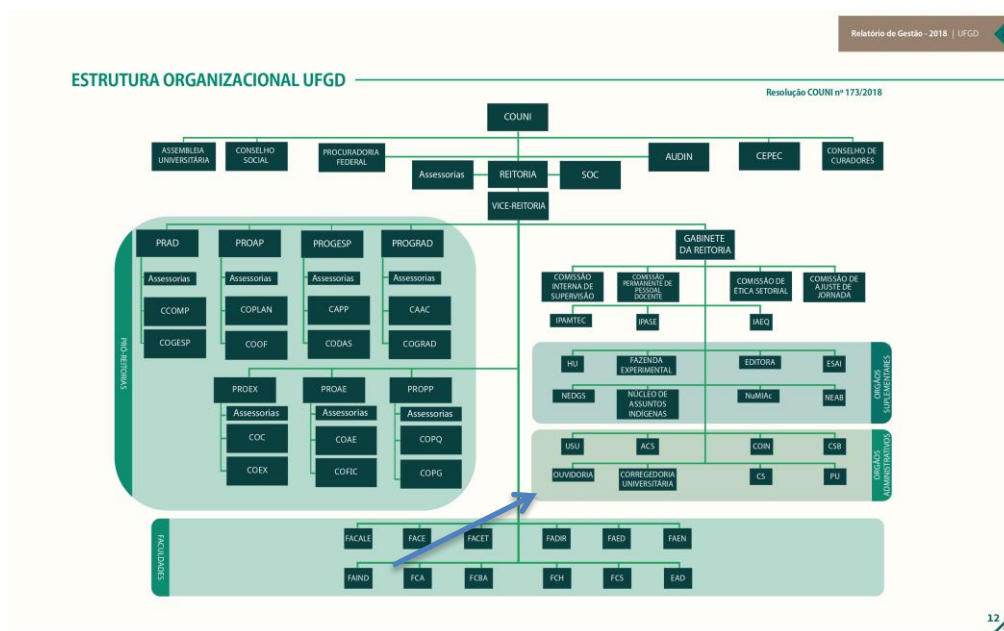 Relatório de Gestão - 2018 | UFGD
ESTRUTURA ORGANIZACIONAL UFGD
Resolução COUNI nº 173/2018
COUNI
ASSEMBLEIA
UNIVERSITÁRIA
CONSELHO
SOCIAL
PROCURADORIA
FEDERAL
AUDIN
CEPEC
CONSELHO DE
CURADORES
Assessorias
REITORIA
SOC
VICE-REITORIA
PRÓ-REITORIAS
PRAD
PROAP
PROGESP
PROGRAD
Assessorias
Assessorias
Assessorias
Assessorias
CCOMP
COPLAN
CAPP
CAAC
COGESP
COOF
CODAS
COGRAD
PROEX
PROAE
PROPP
Assessorias
Assessorias
Assessorias
COC
COAE
COPQ
COEX
COFIC
COPG
GABINETE
DA REITORIA
COMISSÃO
INTERNA DE
SUPERVISÃO
COMISSÃO
PERMANENTE DE
PESSOAL
DOCENTE
COMISSÃO DE
ÉTICA SETORIAL
COMISSÃO DE
AJUSTE DE
JORNADA
IPAMTEC
IPASE
IAEQ
HU
FAZENDA
EXPERIMENTAL
EDITORA
ESAI
NEDGS
NÚCLEO DE
ASSUNTOS
INDÍGENAS
NuMIAc
NEAB
ORGÃOS
SUPLEMENTARES
USU
ACS
COIN
CSB
OUVIDORIA
CORREGEDORIA
UNIVERSITÁRIA
CS
PU
ORGÃOS
ADMINISTRATIVOS
FACULDADES
FACALE
FACE
FACET
FADIR
FAED
FAEN
FAIND
FCA
FCBA
FCH
FCS
EAD
12